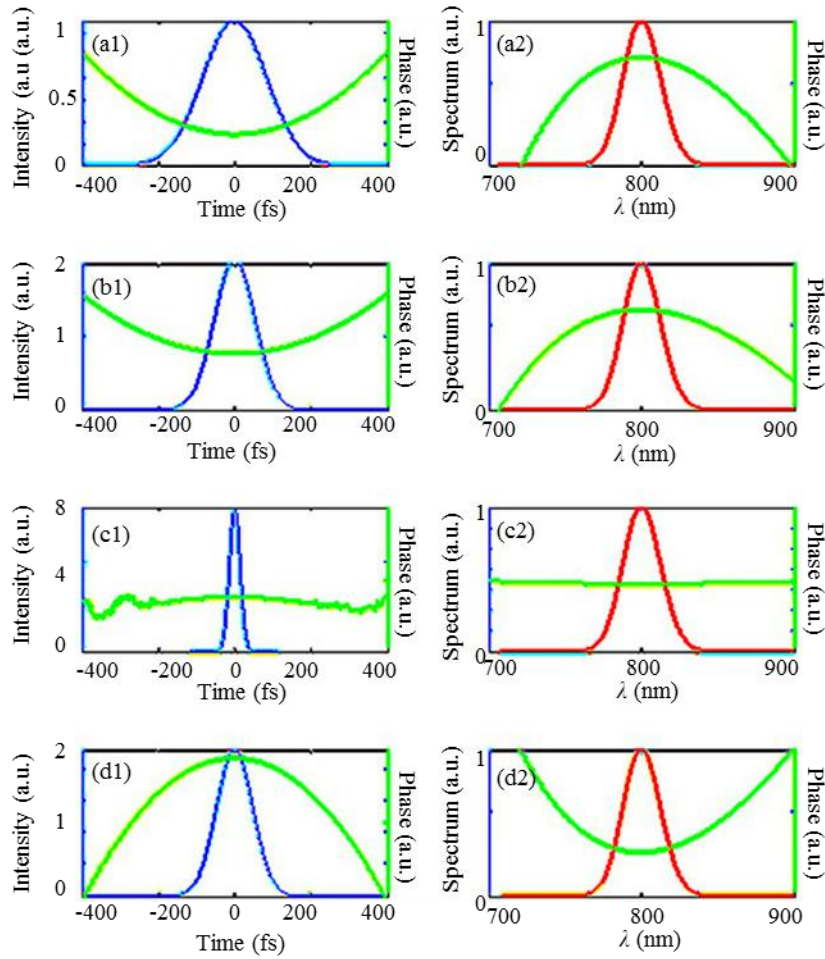 Intensity (a.u (a.u.)
1
0.5
0
(a1)
-400 -200 0 200 400
Time (fs)
Phase (a.u.)
Spectrum (a.u.)
1
0
(a2)
700 800 900
λ (nm)
Phase (a.u.)
Intensity (a.u.)
2
1
0
(b1)
-400 -200 0 200 400
Time (fs)
Phase (a.u.)
Spectrum (a.u.)
1
0
(b2)
700 800 900
λ (nm)
Phase (a.u.)
Intensity (a.u.)
8
4
0
(c1)
-400 -200 0 200 400
Time (fs)
Phase (a.u.)
Spectrum (a.u.)
1
0
(c2)
700 800 900
λ (nm)
Phase (a.u.)
Intensity (a.u.)
2
1
0
(d1)
-400 -200 0 200 400
Time (fs)
Phase (a.u.)
Spectrum (a.u.)
1
0
(d2)
700 800 900
λ (nm)
Phase (a.u.)